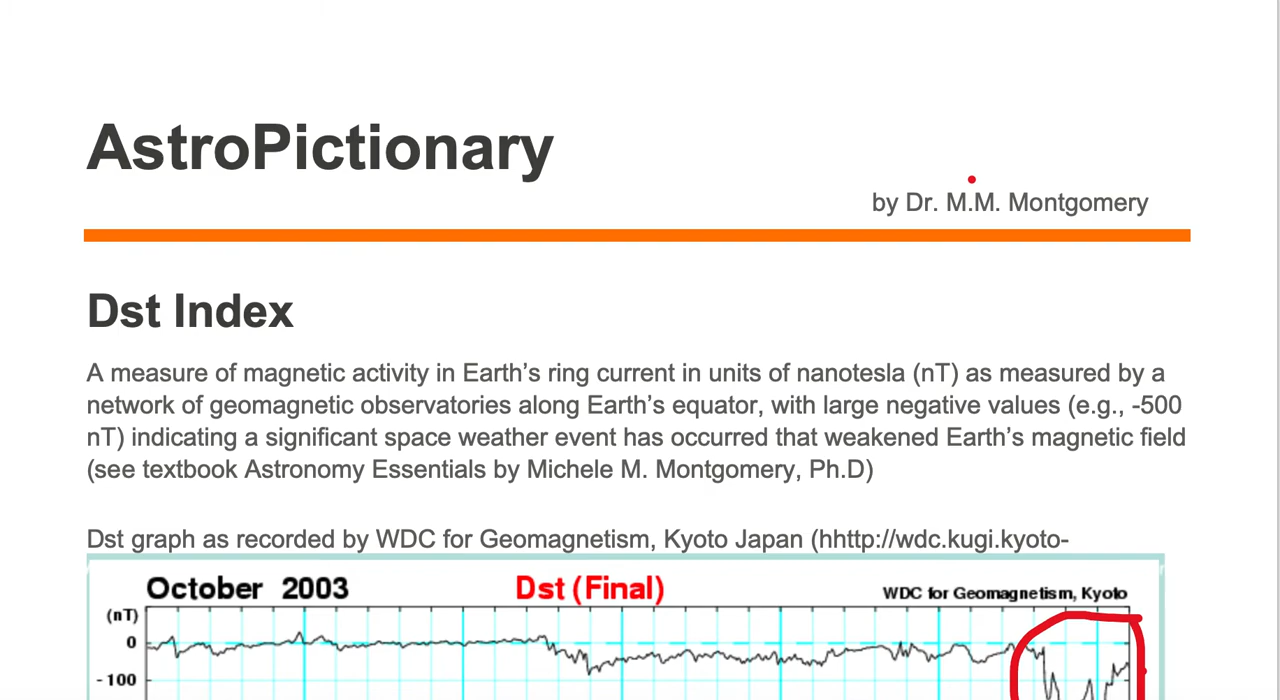 AstroPictionary
by Dr. M.M. Montgomery
Dst Index
A measure of magnetic activity in Earth’s ring current in units of nanotesla (nT) as measured by a
network of geomagnetic observatories along Earth’s equator, with large negative values (e.g., -500
nT) indicating a significant space weather event has occurred that weakened Earth’s magnetic field
(see textbook Astronomy Essentials by Michele M. Montgomery, Ph.D)
Dst graph as recorded by WDC for Geomagnetism, Kyoto Japan (hhttp://wdc.kugi.kyoto-
October 2003 Dst (Final) WDC for Geomagnetism, Kyoto
(nT)
0
-100